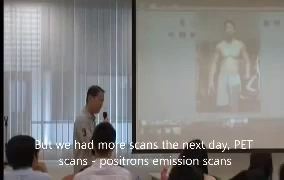 But we had more scans the next day, PET
scans - positrons emission scans